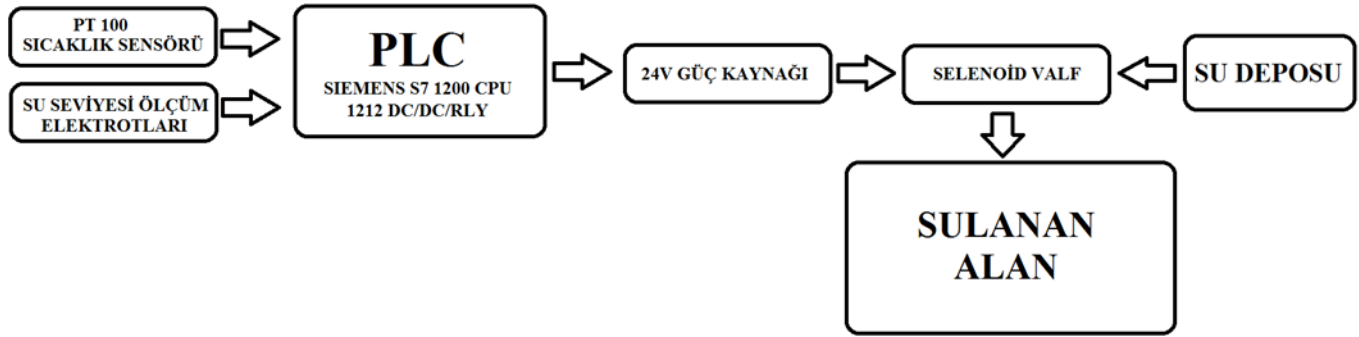 PT 100
SICAKLIK SENSÖRÜ
SU SEVİYESİ ÖLÇÜM
ELEKTROTLARI
PLC
SIEMENS S7 1200 CPU
1212 DC/DC/RLY
24V GÜÇ KAYNAĞI
SELENOİD VALF
SU DEPOSU
SULANAN
ALAN